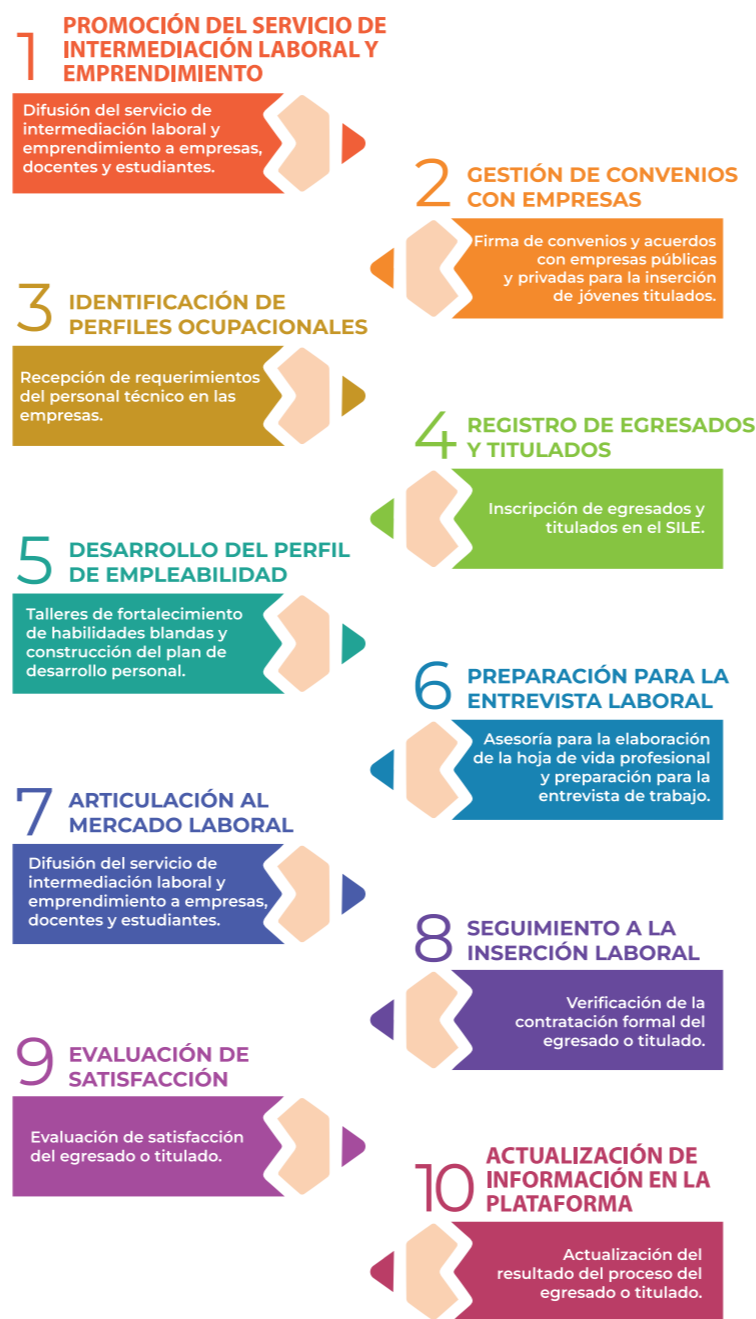 1
PROMOCIÓN DEL SERVICIO DE
INTERMEDIACIÓN LABORAL Y
EMPRENDIMIENTO
Difusión del servicio de
intermediación laboral y
emprendimiento a empresas,
docentes y estudiantes.
2
GESTIÓN DE CONVENIOS
CON EMPRESAS
Firma de convenios y acuerdos
con empresas públicas
y privadas para la inserción
de jóvenes titulados.
3
IDENTIFICACIÓN DE
PERFILES OCUPACIONALES
Recepción de requerimientos
del personal técnico en las
empresas.
4
REGISTRO DE EGRESADOS
Y TITULADOS
Inscripción de egresados y
titulados en el SILE.
5
DESARROLLO DEL PERFIL
DE EMPLEABILIDAD
Talleres de fortalecimiento
de habilidades blandas y
construcción del plan de
desarrollo personal.
6
PREPARACIÓN PARA LA
ENTREVISTA LABORAL
Asesoría para la elaboración
de la hoja de vida profesional
y preparación para la
entrevista de trabajo.
7
ARTICULACIÓN AL
MERCADO LABORAL
Difusión del servicio de
intermediación laboral y
emprendimiento a empresas,
docentes y estudiantes.
8
SEGUIMIENTO A LA
INSERCIÓN LABORAL
Verificación de la
contratación formal del
egresado o titulado.
9
EVALUACIÓN DE
SATISFACCIÓN
Evaluación de satisfacción
del egresado o titulado.
10
ACTUALIZACIÓN DE
INFORMACIÓN EN LA
PLATAFORMA
Actualización del
resultado del proceso del
egresado o titulado.